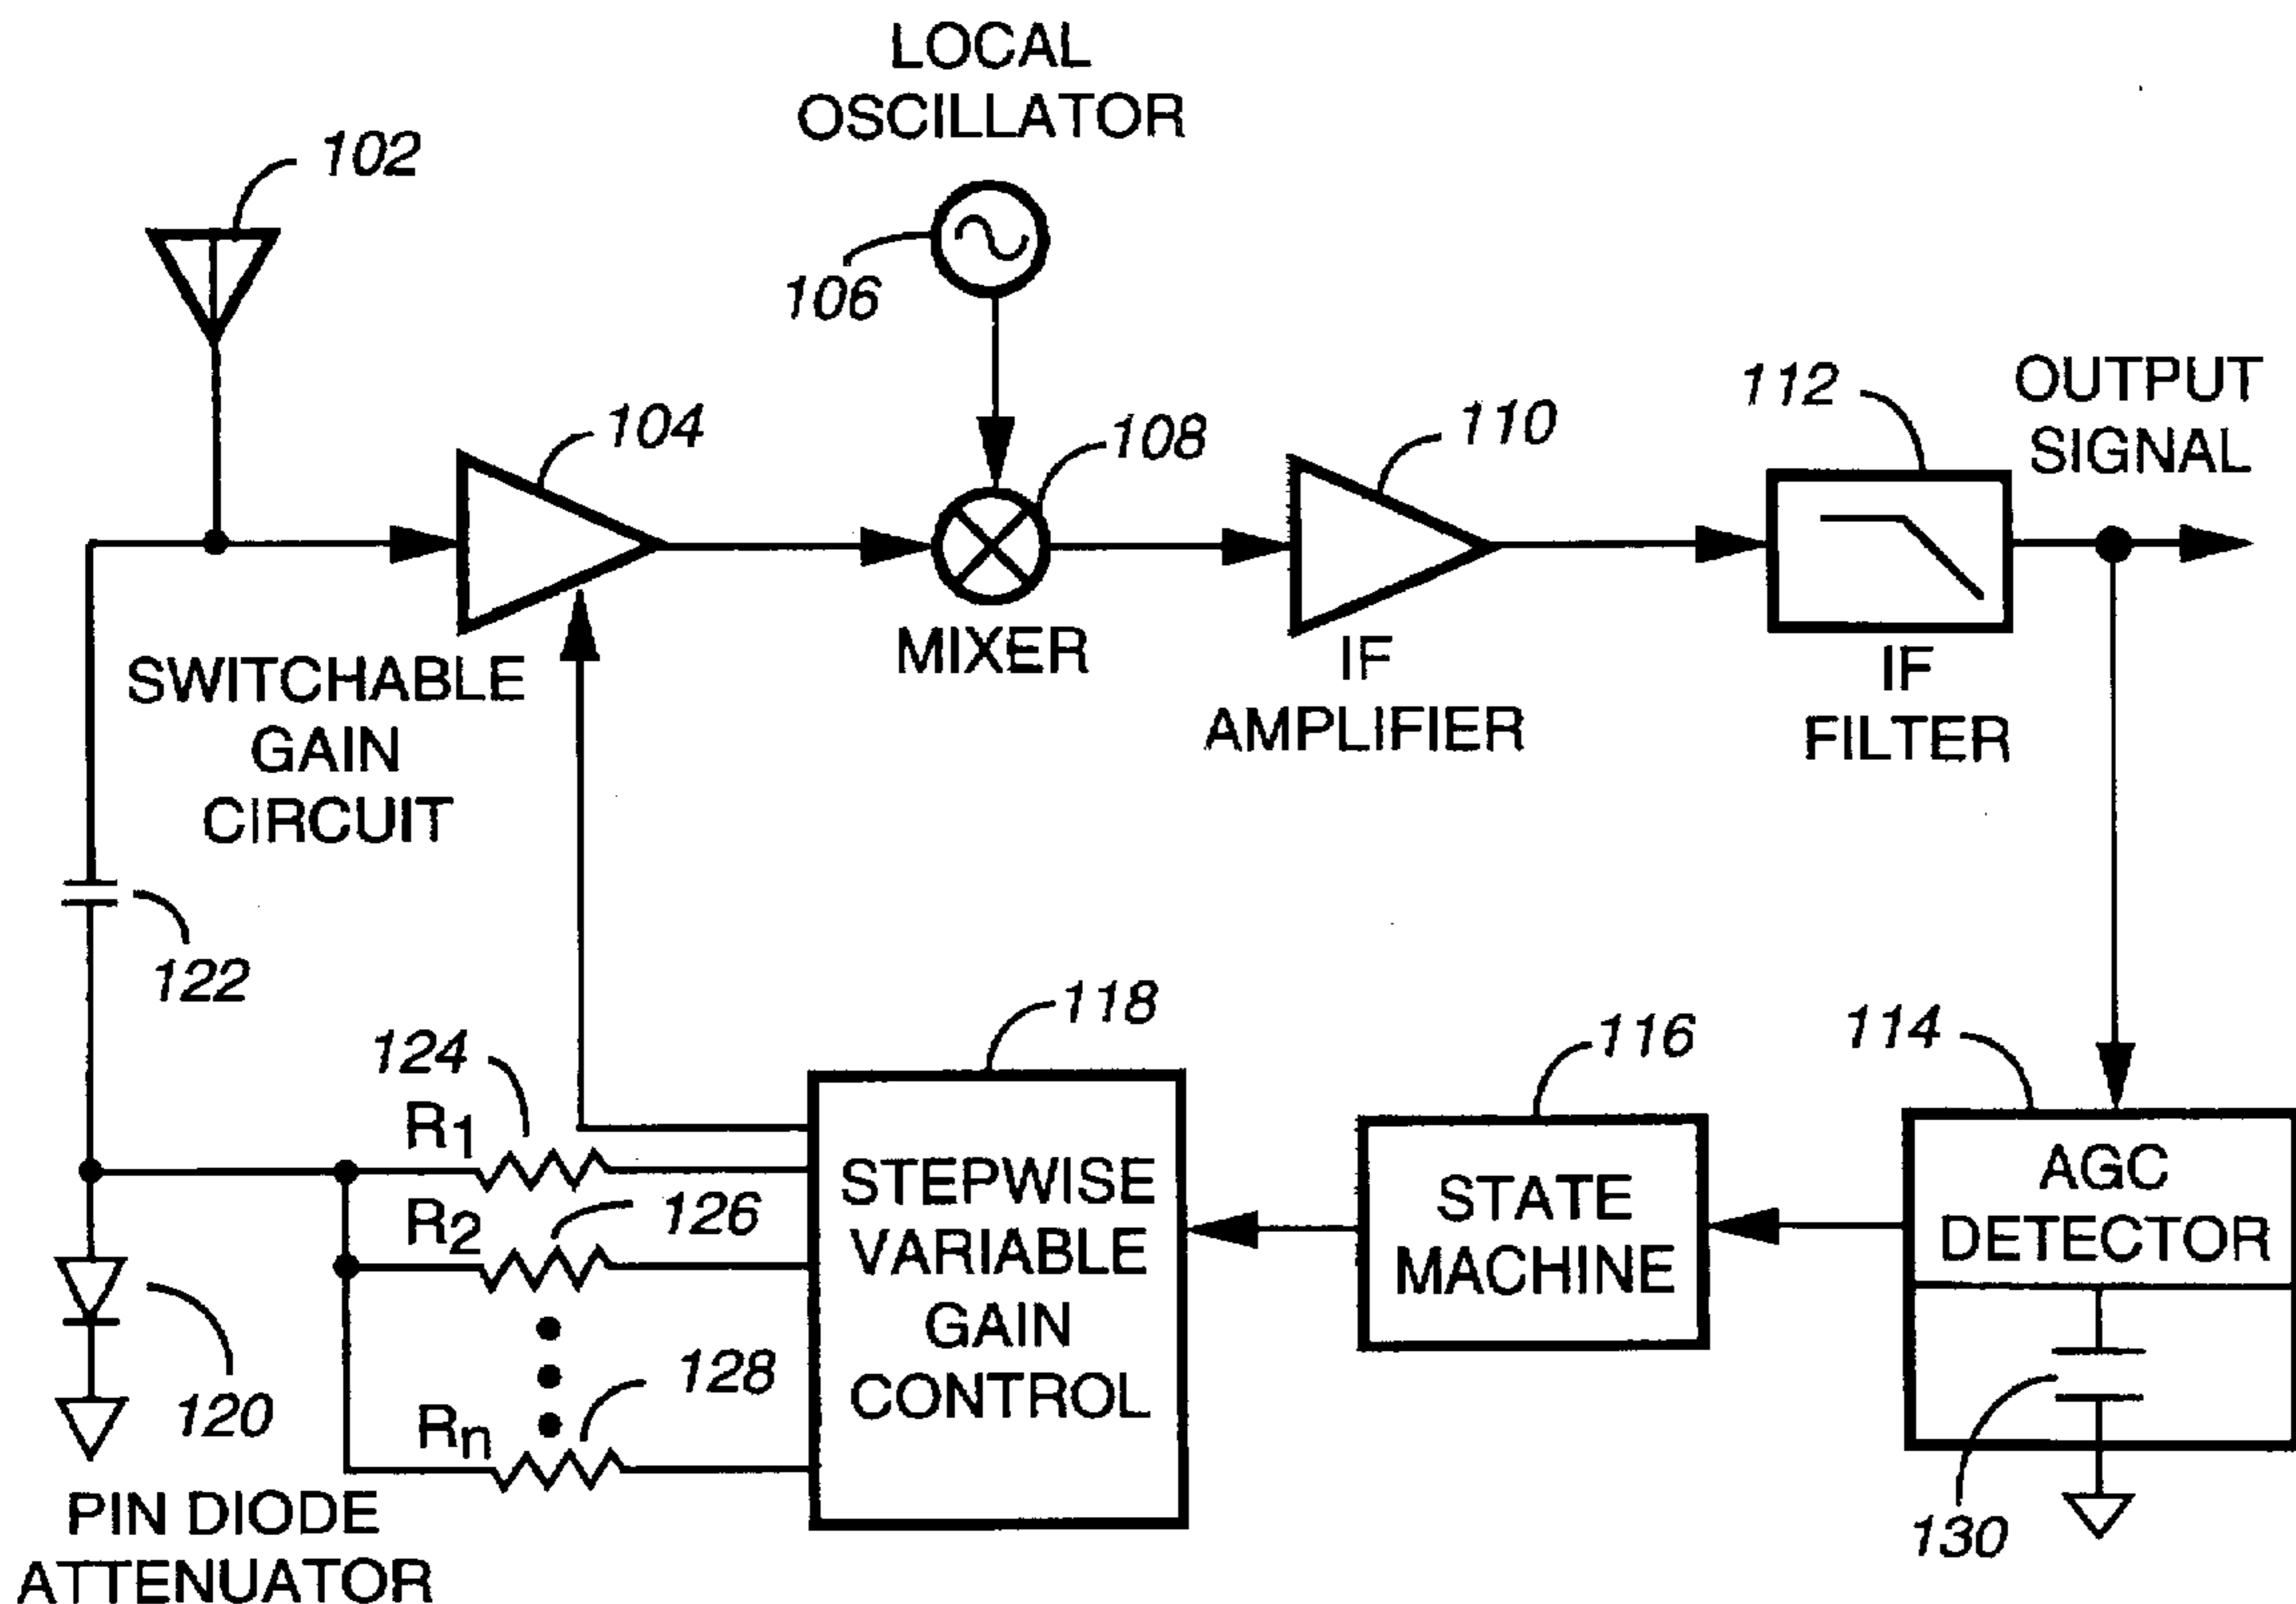 LOCAL
OSCILLATOR
102
106
104
108
110
112
OUTPUT
SIGNAL
SWITCHABLE
GAIN
CIRCUIT
MIXER
IF
AMPLIFIER
IF
FILTER
122
124
R1
R2
126
Rn
128
118
STEPWISE
VARIABLE
GAIN
CONTROL
116
STATE
MACHINE
114
AGC
DETECTOR
130
120
PIN DIODE
ATTENUATOR